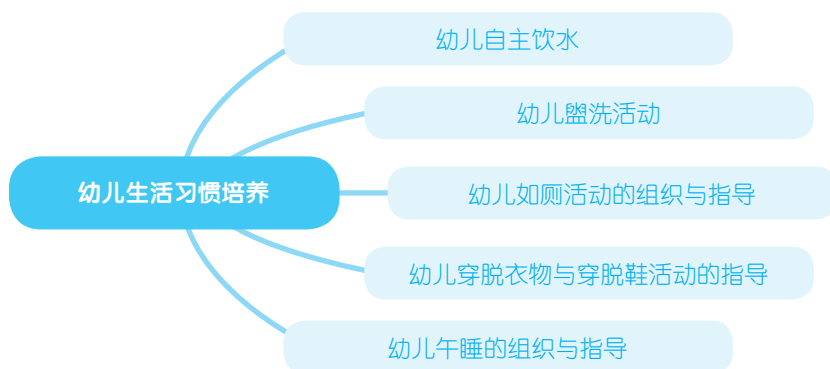 幼儿自主饮水
幼儿盥洗活动
幼儿如厕活动的组织与指导
幼儿生活习惯培养
幼儿穿脱衣物与穿脱鞋活动的指导
幼儿午睡的组织与指导